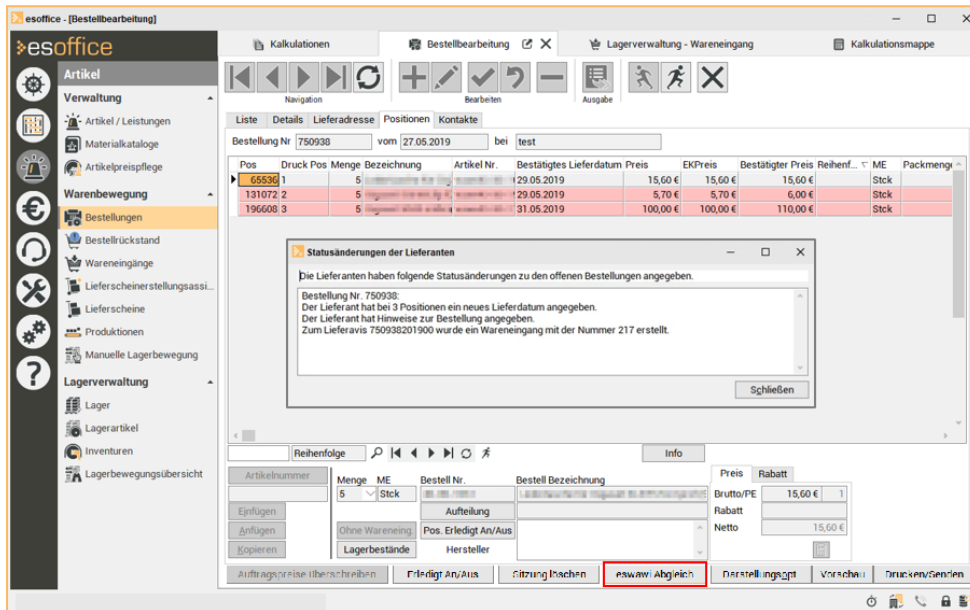 esoffice - [Bestellbearbeitung]
esoffice
Kalkulationen
Bestellbearbeitung
Lagerverwaltung - Wareneingang
Kalkulationsmappe
Artikel
Verwaltung
Artikel / Leistungen
Materialkataloge
Artikelpreispflege
Warenbewegung
Bestellungen
Bestellrückstand
Wareneingänge
Lieferscheinerstellungsassi...
Lieferscheine
Produktionen
Manuelle Lagerbewegung
Lagerverwaltung
Lager
Lagerartikel
Inventuren
Lagerbewegungsübersicht
Navigation
Bearbeiten
Ausgabe
Liste Details Lieferadresse Positionen Kontakte
Bestellung Nr 750938 vom 27.05.2019 bei test
Pos Druck Pos Menge Bezeichnung Artikel Nr. Bestätigtes Lieferdatum Preis EKPreis Bestätigter Preis Reihenf... ME Packmenge
65536 1 5 29.05.2019 15,60 € 15,60 € 15,60 € Stck
131072 2 5 29.05.2019 5,70 € 5,70 € 6,00 € Stck
196608 3 5 31.05.2019 100,00 € 100,00 € 110,00 € Stck
Statusänderungen der Lieferanten
Die Lieferanten haben folgende Statusänderungen zu den offenen Bestellungen angegeben.
Bestellung Nr. 750938:
Der Lieferant hat bei 3 Positionen ein neues Lieferdatum angegeben.
Der Lieferant hat Hinweise zur Bestellung angegeben.
Zum Lieferavis 750938201900 wurde ein Wareneingang mit der Nummer 217 erstellt.
Schließen
Reihenfolge
Info
Artikelnummer
Einfügen
Anfügen
Kopieren
Menge ME Bestell Nr. Bestell Bezeichnung
5 Stck
Aufteilung
Ohne Wareneing. Pos. Erledigt An/Aus
Lagerbestände Hersteller
Preis Rabatt
Brutto/PE 15,60 € 1
Rabatt
Netto 15,60 €
Auftragspreise überschreiben Erledigt An/Aus Sitzung löschen eswawi Abgleich Darstellungsopt Vorschau Drucken/Senden